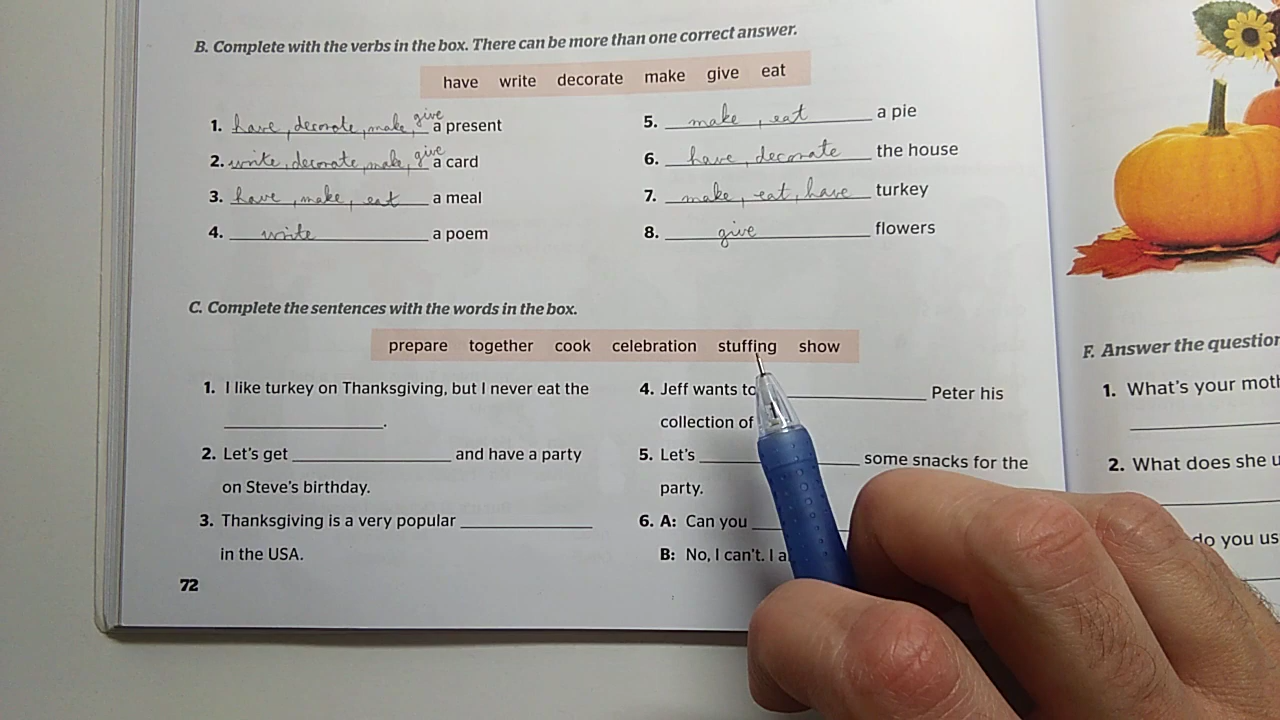 B. Complete with the verbs in the box. There can be more than one correct answer.
have write decorate make give eat
1. have, decorate, make, give a present
2. write, decorate, make, give a card
3. have, make, eat a meal
4. write a poem
5. make, eat a pie
6. have, decorate the house
7. make, eat, have turkey
8. give flowers
C. Complete the sentences with the words in the box.
prepare together cook celebration stuffing show
1. I like turkey on Thanksgiving, but I never eat the
.
2. Let's get and have a party
on Steve's birthday.
3. Thanksgiving is a very popular
in the USA.
4. Jeff wants to Peter his
collection of
5. Let's some snacks for the
party.
6. A: Can you
B: No, I can't. I
72
F. Answer the
1. What's your
2. What does she
do you